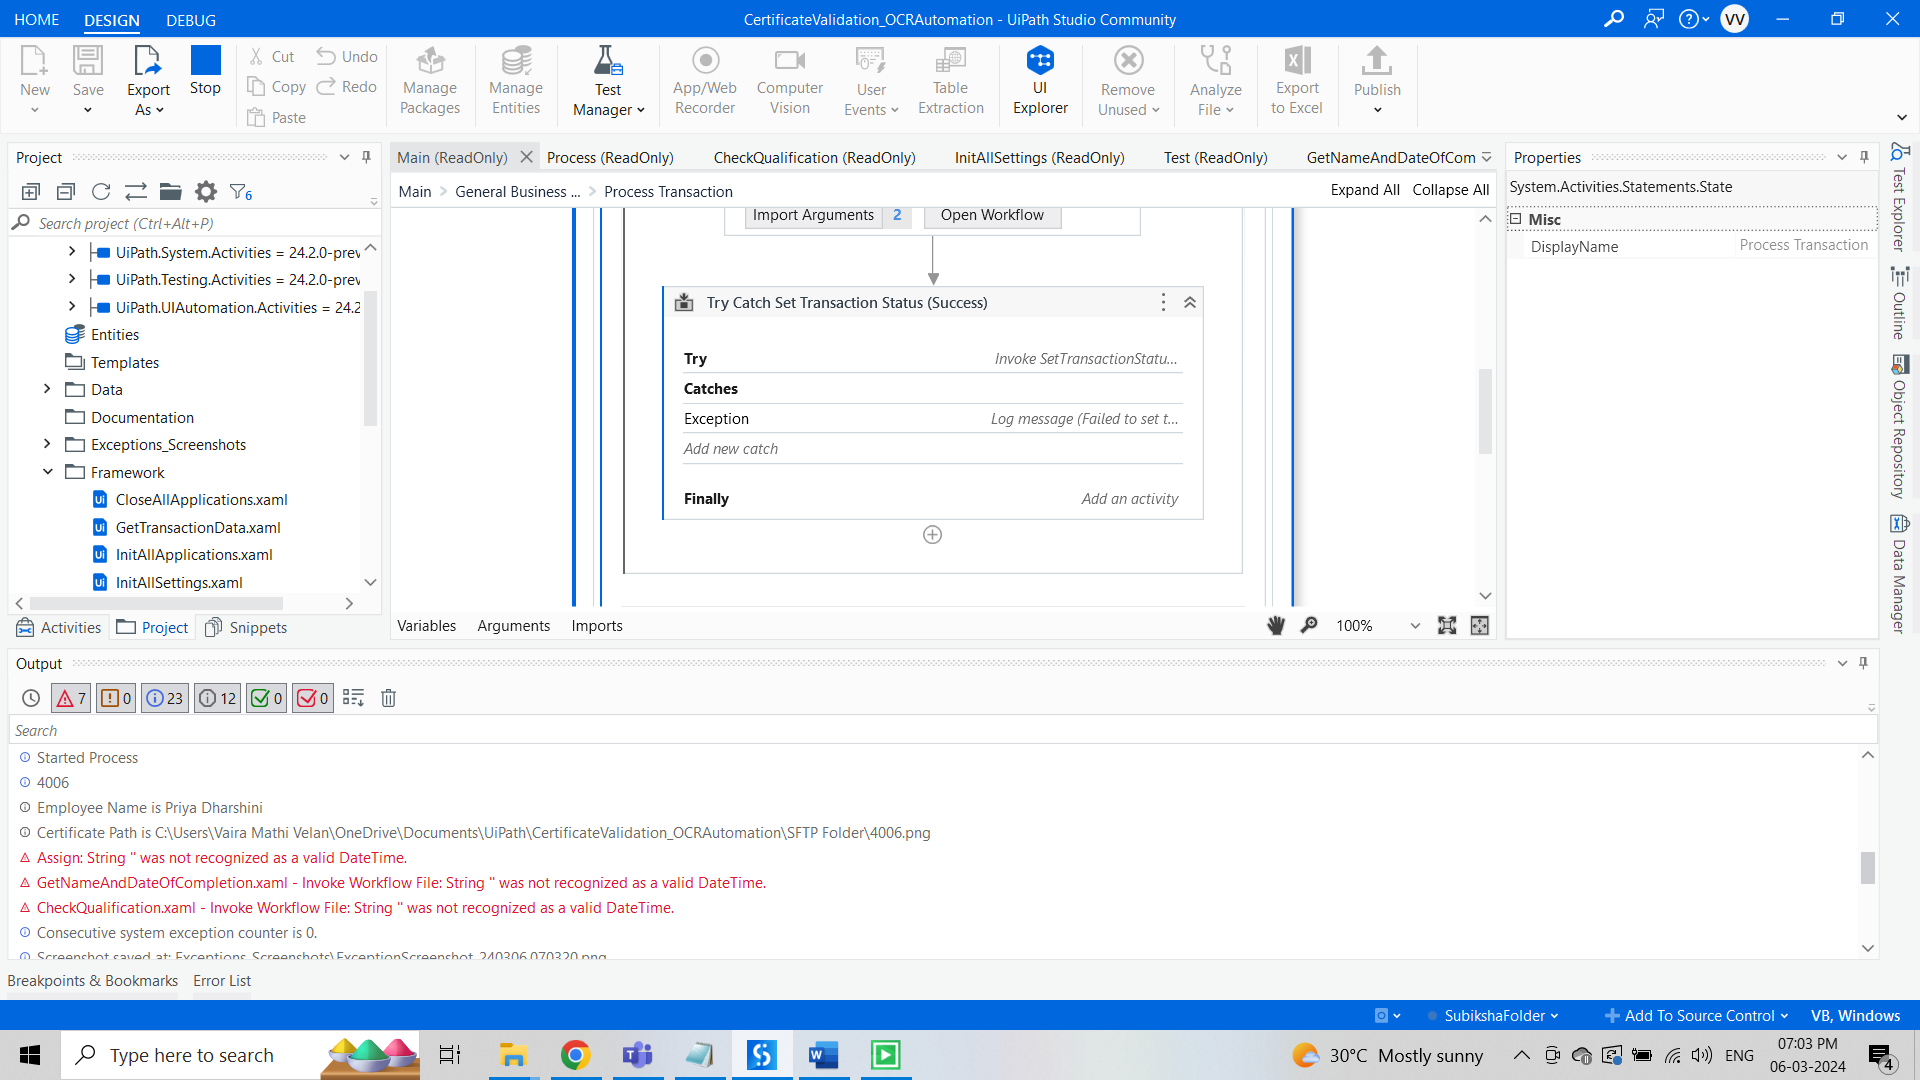 HOME DESIGN DEBUG
CertificateValidation_OCRAutomation - UiPath Studio Community
VV
New
Save
Export As
Stop
Cut
Copy
Paste
Undo
Redo
Manage Packages
Manage Entities
Test Manager
App/Web Recorder
Computer Vision
User Events
Table Extraction
UI Explorer
Remove Unused
Analyze File
Export to Excel
Publish
Project
6
Search project (Ctrl+Alt+P)
UiPath.System.Activities = 24.2.0-prev
UiPath.Testing.Activities = 24.2.0-prev
UiPath.UIAutomation.Activities = 24.2
Entities
Templates
Data
Documentation
Exceptions_Screenshots
Framework
CloseAllApplications.xaml
GetTransactionData.xaml
InitAllApplications.xaml
InitAllSettings.xaml
Activities Project Snippets
Main (ReadOnly) Process (ReadOnly) CheckQualification (ReadOnly) InitAllSettings (ReadOnly) Test (ReadOnly) GetNameAndDateOfCom
Main > General Business ... > Process Transaction
Expand All Collapse All
Import Arguments 2 Open Workflow
Try Catch Set Transaction Status (Success)
Try Invoke SetTransactionStatu...
Catches
Exception Log message (Failed to set t...
Add new catch
Finally Add an activity
Variables Arguments Imports
100%
Properties
System.Activities.Statements.State
Misc
DisplayName Process Transaction
Test Explorer
Outline
Object Repository
Data Manager
Output
7 0 23 12 0 0
Search
Started Process
4006
Employee Name is Priya Dharshini
Certificate Path is C:\Users\Vaira Mathi Velan\OneDrive\Documents\UiPath\CertificateValidation_OCRAutomation\SFTP Folder\4006.png
Assign: String '' was not recognized as a valid DateTime.
GetNameAndDateOfCompletion.xaml - Invoke Workflow File: String '' was not recognized as a valid DateTime.
CheckQualification.xaml - Invoke Workflow File: String '' was not recognized as a valid DateTime.
Consecutive system exception counter is 0.
Screenshot saved at: Exceptions_Screenshots\ExceptionScreenshot_240306.070320.png
Breakpoints & Bookmarks Error List
SubikshaFolder Add To Source Control VB, Windows
Type here to search
30°C Mostly sunny
ENG
07:03 PM
06-03-2024
4